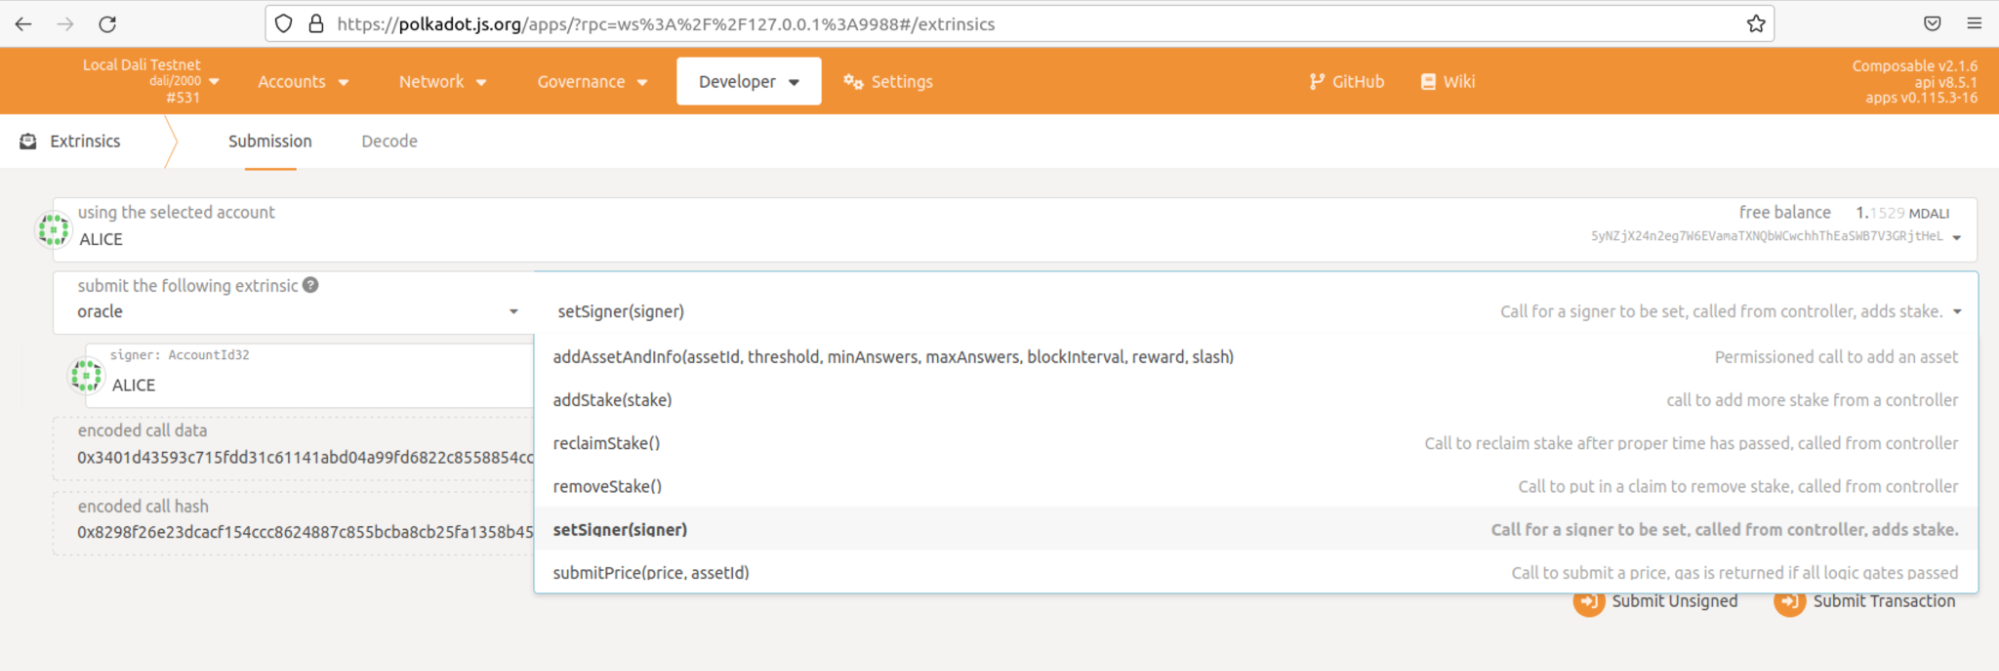 https://polkadot.js.org/apps/?rpc=ws%3A%2F%2F127.0.0.1%3A9988#/extrinsics
Local Dali Testnet
dali/2000
#531
Accounts
Network
Governance
Developer
Settings
GitHub
Wiki
Composable v2.1.6
api v8.5.1
apps v0.115.3-16
Extrinsics
Submission
Decode
using the selected account
ALICE
free balance 1.1529 MDALI
5yNZjX24n2eg7W6EVamaTXNQbWCwchhThEaSWB7V3GRjtHeL
submit the following extrinsic ?
oracle
setSigner(signer) Call for a signer to be set, called from controller, adds stake.
signer: AccountId32
ALICE
addAssetAndInfo(assetId, threshold, minAnswers, maxAnswers, blockInterval, reward, slash) Permissioned call to add an asset
addStake(stake) call to add more stake from a controller
reclaimStake() Call to reclaim stake after proper time has passed, called from controller
removeStake() Call to put in a claim to remove stake, called from controller
setSigner(signer) Call for a signer to be set, called from controller, adds stake.
submitPrice(price, assetId) Call to submit a price, gas is returned if all logic gates passed
encoded call data
0x3401d43593c715fdd31c61141abd04a99fd6822c8558854cc
encoded call hash
0x8298f26e23dcacf154ccc8624887c855bcba8cb25fa1358b45
Submit Unsigned
Submit Transaction